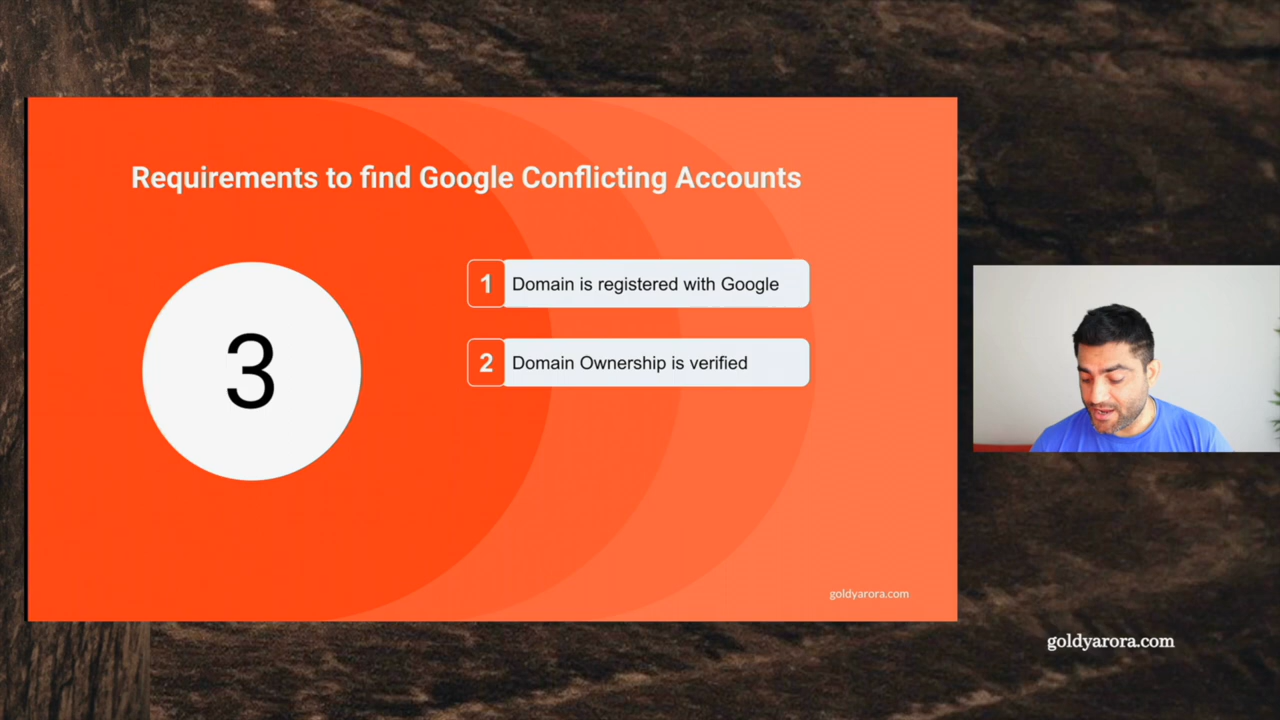 Requirements to find Google Conflicting Accounts
3
1 Domain is registered with Google
2 Domain Ownership is verified
goldyarora.com
goldyarora.com